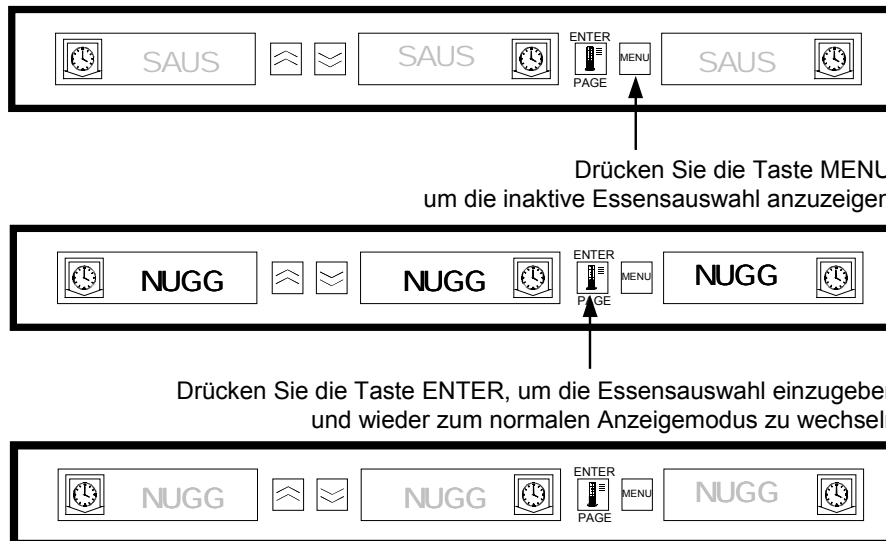 ENTER
SAUS SAUS MENU SAUS
PAGE
Drücken Sie die Taste MENU
um die inaktive Essensauswahl anzuzeigen
ENTER
NUGG NUGG MENU NUGG
PAGE
Drücken Sie die Taste ENTER, um die Essensauswahl einzugeben
und wieder zum normalen Anzeigemodus zu wechseln
ENTER
NUGG NUGG MENU NUGG
PAGE